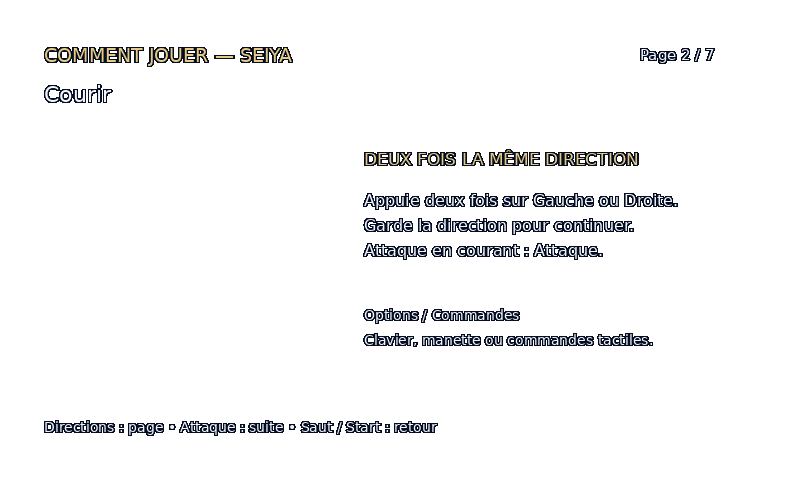 COMMENT JOUER — SEIYA
Page 2 / 7
Courir
DEUX FOIS LA MÊME DIRECTION
Appuie deux fois sur Gauche ou Droite.
Garde la direction pour continuer.
Attaque en courant : Attaque.
Options / Commandes
Clavier, manette ou commandes tactiles.
Directions : page • Attaque : suite • Saut / Start : retour